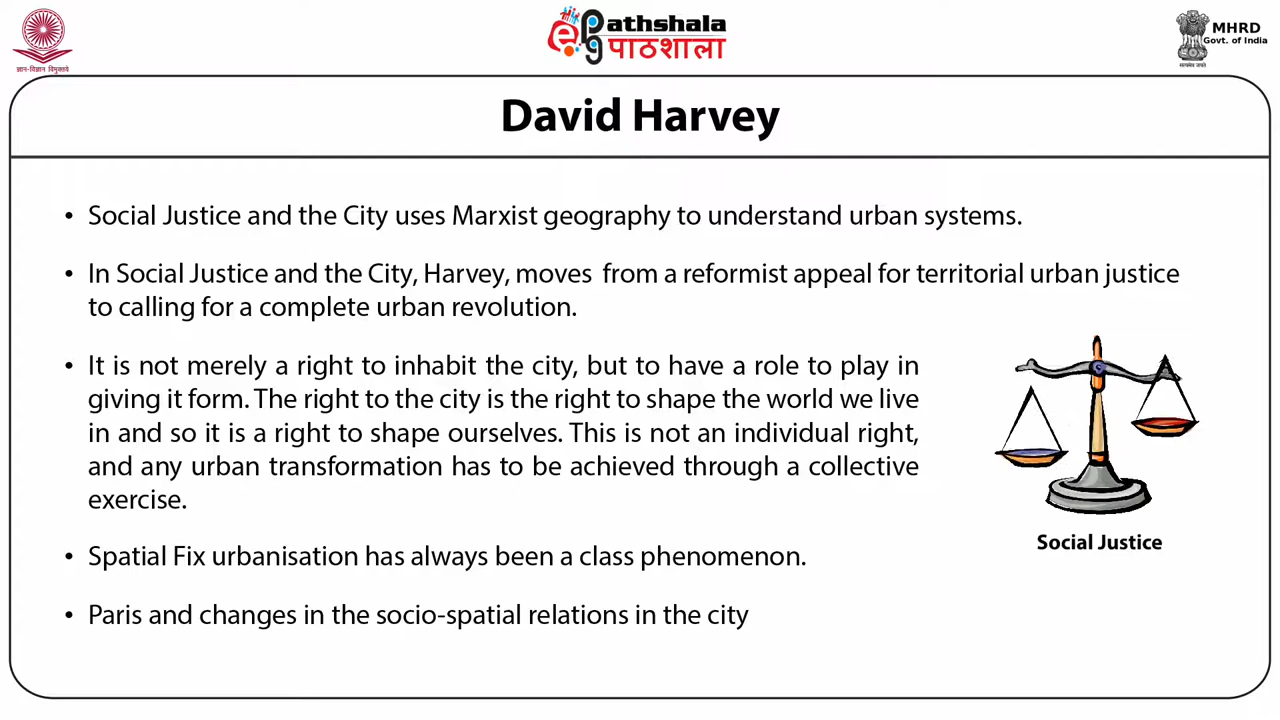 ज्ञान-विज्ञान विमुक्तये
ePathshala
पाठशाला
MHRD
Govt. of India
सत्यमेव जयते
David Harvey
• Social Justice and the City uses Marxist geography to understand urban systems.
• In Social Justice and the City, Harvey, moves from a reformist appeal for territorial urban justice
to calling for a complete urban revolution.
• It is not merely a right to inhabit the city, but to have a role to play in
giving it form. The right to the city is the right to shape the world we live
in and so it is a right to shape ourselves. This is not an individual right,
and any urban transformation has to be achieved through a collective
exercise.
Social Justice
• Spatial Fix urbanisation has always been a class phenomenon.
• Paris and changes in the socio-spatial relations in the city